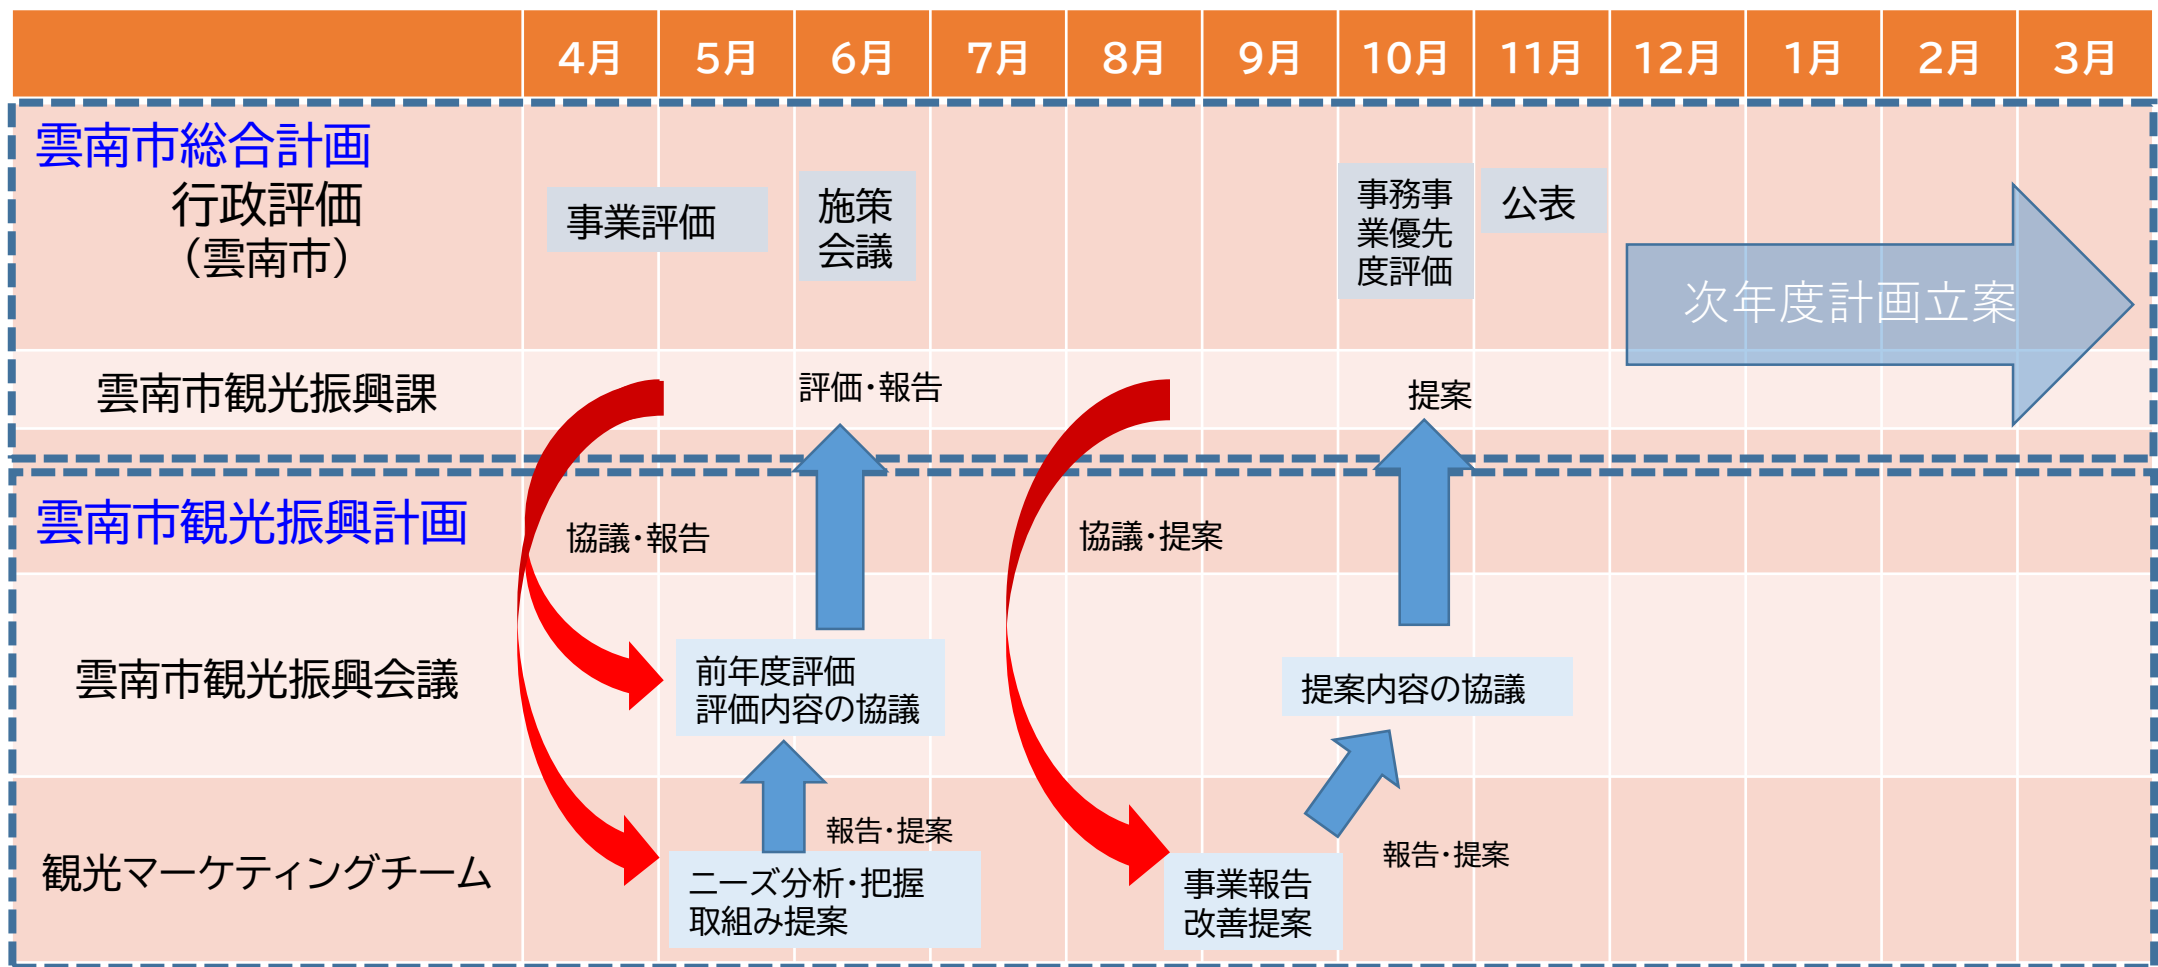 4月 5月 6月 7月 8月 9月 10月 11月 12月 1月 2月 3月
雲南市総合計画
行政評価
（雲南市）
事業評価
施策
会議
事務事
業優先
度評価
公表
次年度計画立案
雲南市観光振興課
評価・報告
提案
雲南市観光振興計画
協議・報告
協議・提案
雲南市観光振興会議
前年度評価
評価内容の協議
提案内容の協議
観光マーケティングチーム
報告・提案
ニーズ分析・把握
取組み提案
報告・提案
事業報告
改善提案